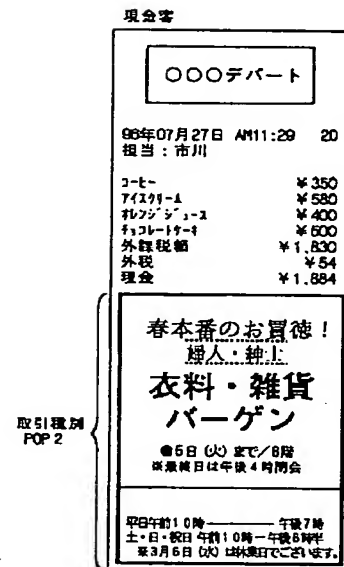 現金客
○○○デパート
96年07月27日 AM11:29 20
担当:市川
コーヒー ¥350
アイスクリーム ¥580
オレンジジュース ¥400
チョコレートケーキ ¥600
外課税額 ¥1,830
外税 ¥54
現金 ¥1,884
取引種別
POP2
春本番のお買徳!
婦人・紳士
衣料・雑貨
バーゲン
●5日(火)まで/8階
※最終日は午後4時閉会
平日午前10時――――午後7時
土・日・祝日 午前10時―午後6時半
※3月6日(水)は休業日でございます。